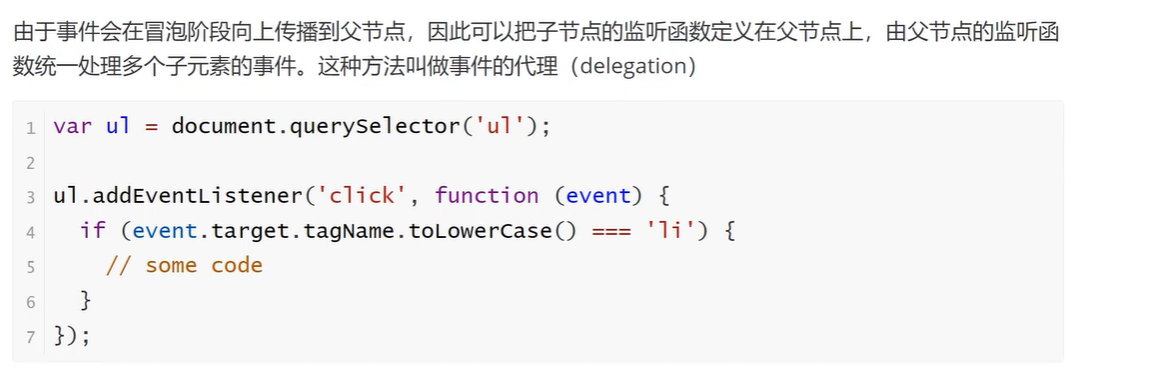 由于事件会在冒泡阶段向上传播到父节点，因此可以把子节点的监听函数定义在父节点上，由父节点的监听函
数统一处理多个子元素的事件。这种方法叫做事件的代理（delegation）
1 var ul = document.querySelector('ul');
2
3 ul.addEventListener('click', function (event) {
4   if (event.target.tagName.toLowerCase() === 'li') {
5     // some code
6   }
7 });